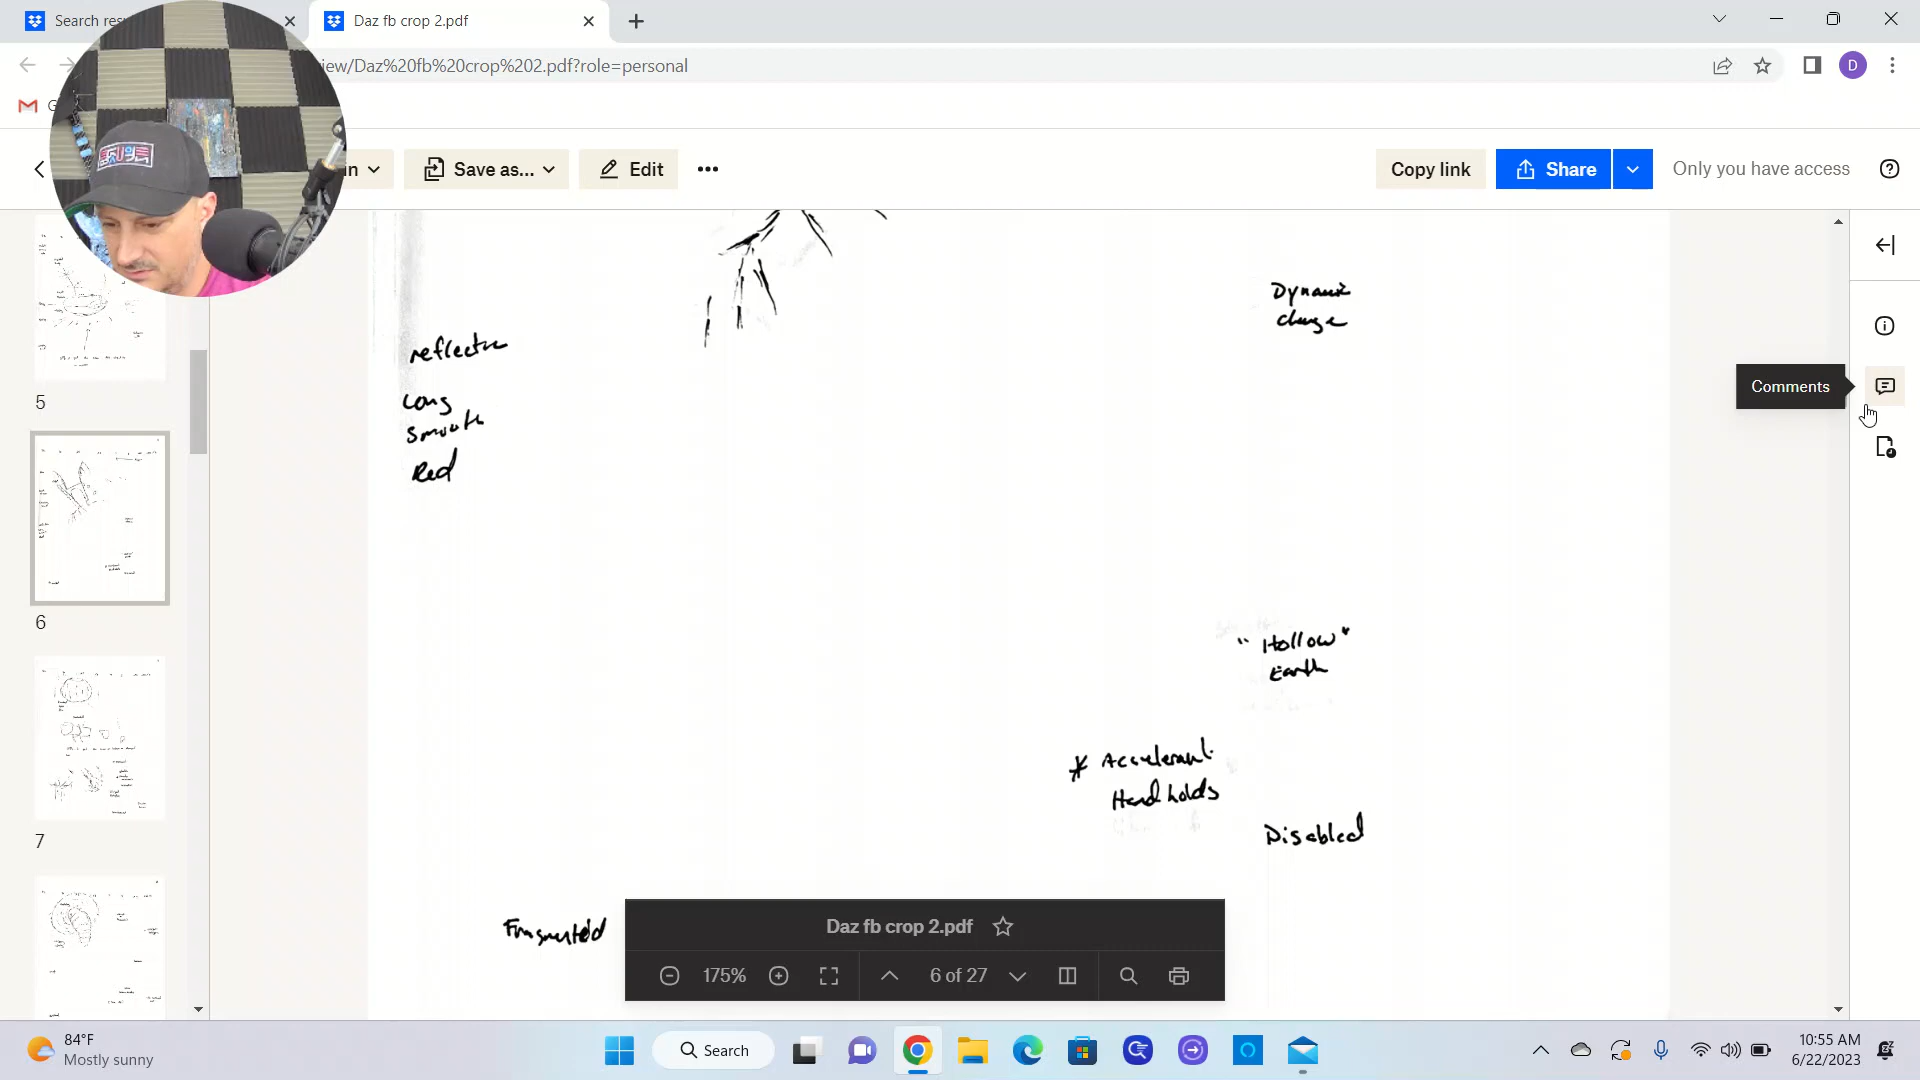 Search res
Daz fb crop 2.pdf
iew/Daz%20fb%20crop%202.pdf?role=personal
D
G
n
Save as...
Edit
Copy link
Share
Only you have access
Dynamic
change
reflective
Long
Smooth
Red
Comments
5
6
7
"Hollow"
Earth
* Accelerant
Hand holds
Disabled
Fragmented
Daz fb crop 2.pdf
175%
6 of 27
84°F
Mostly sunny
Search
10:55 AM
6/22/2023